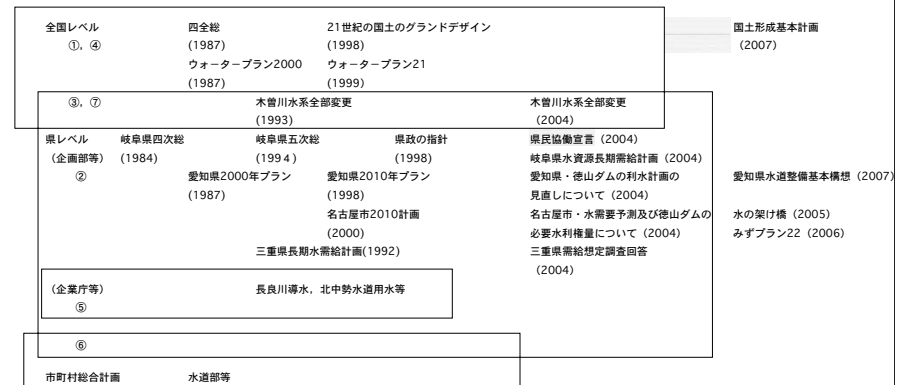 全国レベル 四全総 21世紀の国土のグランドデザイン 国土形成基本計画
①，④ (1987) (1998) （2007）
ウォータープラン2000 ウォータープラン21
(1987) (1999)
③，⑦ 木曽川水系全部変更 木曽川水系全部変更
(1993) （2004）
県レベル 岐阜県四次総 岐阜県五次総 県政の指針 県民協働宣言（2004）
（企画部等） (1984) (1994) (1998) 岐阜県水資源長期需給計画（2004）
② 愛知県2000年プラン 愛知県2010年プラン 愛知県・徳山ダムの利水計画の 愛知県水道整備基本構想（2007）
(1987) (1998) 見直しについて（2004）
名古屋市2010計画 名古屋市・水需要予測及び徳山ダムの 水の架け橋（2005）
(2000) 必要水利権量について（2004） みずプラン22（2006）
三重県長期水需給計画(1992) 三重県需給想定調査回答
（2004）
（企業庁等） 長良川導水，北中勢水道用水等
⑤
⑥
市町村総合計画 水道部等